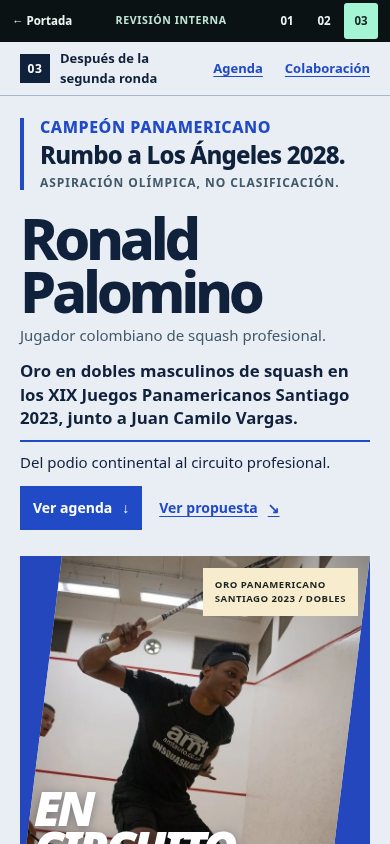 ← Portada
REVISIÓN INTERNA
01
02
03
03
Después de la
segunda ronda
Agenda
Colaboración
CAMPEÓN PANAMERICANO
Rumbo a Los Ángeles 2028.
ASPIRACIÓN OLÍMPICA, NO CLASIFICACIÓN.
Ronald
Palomino
Jugador colombiano de squash profesional.
Oro en dobles masculinos de squash en
los XIX Juegos Panamericanos Santiago
2023, junto a Juan Camilo Vargas.
Del podio continental al circuito profesional.
Ver agenda ↓
Ver propuesta ↘
ORO PANAMERICANO
SANTIAGO 2023 / DOBLES
amt
UNSQUASHABLE
EN
CIRCUITO